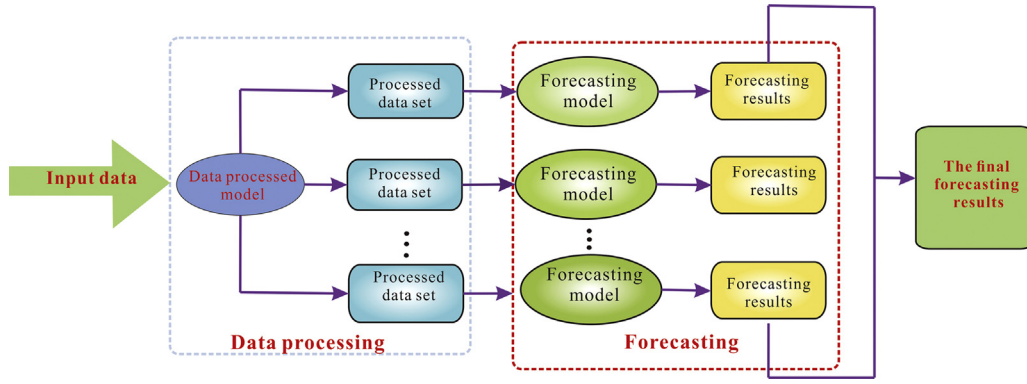 Input data
Data processed model
Processed
data set
Processed
data set
Processed
data set
Data processing
Forecasting
model
Forecasting
model
Forecasting
model
Forecasting
results
Forecasting
results
Forecasting
results
Forecasting
The final
forecasting
results